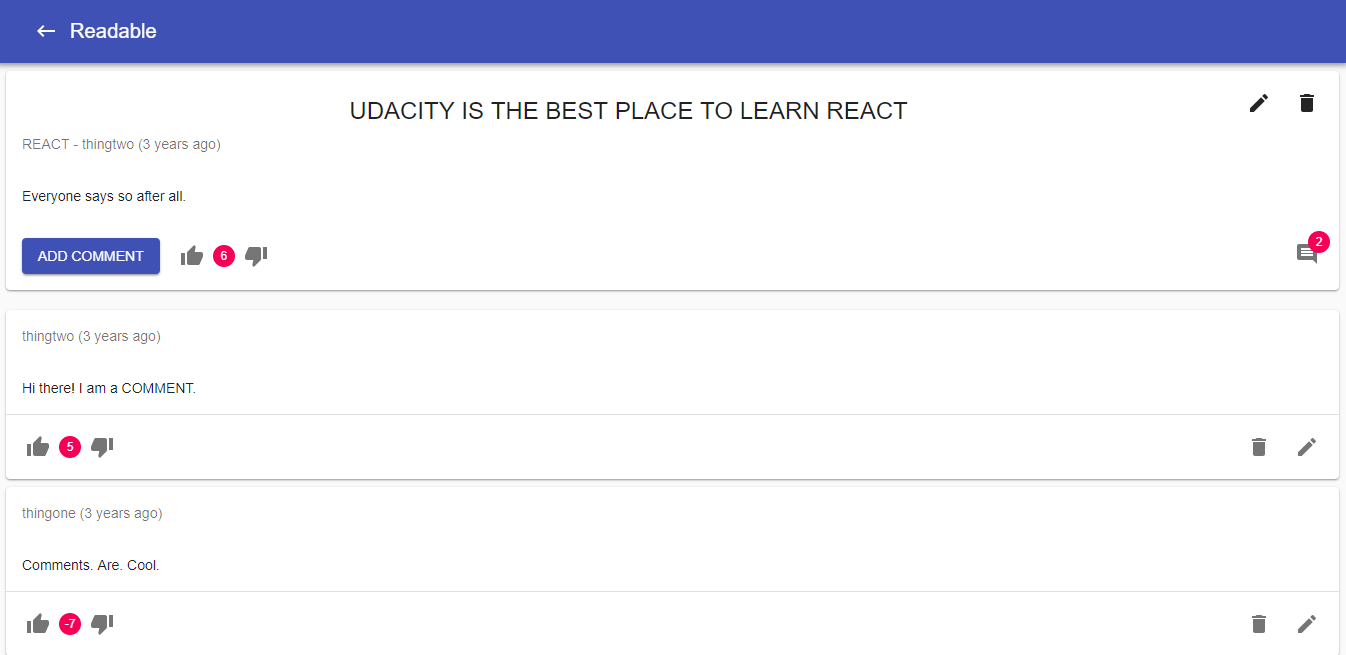 Readable
UDACITY IS THE BEST PLACE TO LEARN REACT
REACT - thingtwo (3 years ago)
Everyone says so after all.
ADD COMMENT 6 2
thingtwo (3 years ago)
Hi there! I am a COMMENT.
5
thingone (3 years ago)
Comments. Are. Cool.
-7